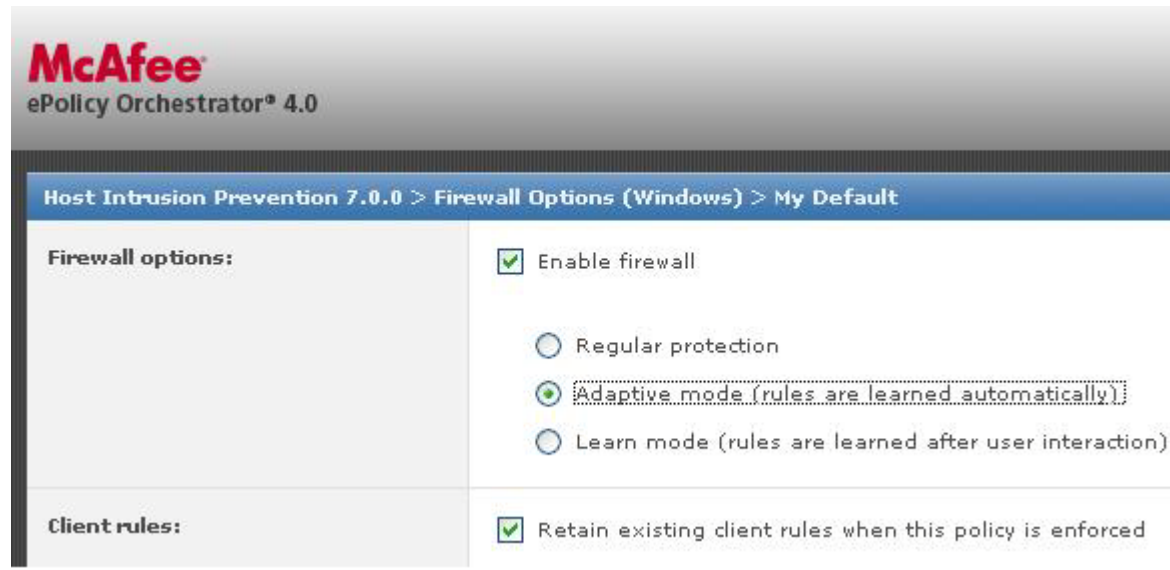 McAfee®
ePolicy Orchestrator® 4.0
Host Intrusion Prevention 7.0.0 > Firewall Options (Windows) > My Default
Firewall options:
Enable firewall
Regular protection
Adaptive mode (rules are learned automatically)
Learn mode (rules are learned after user interaction)
Client rules:
Retain existing client rules when this policy is enforced